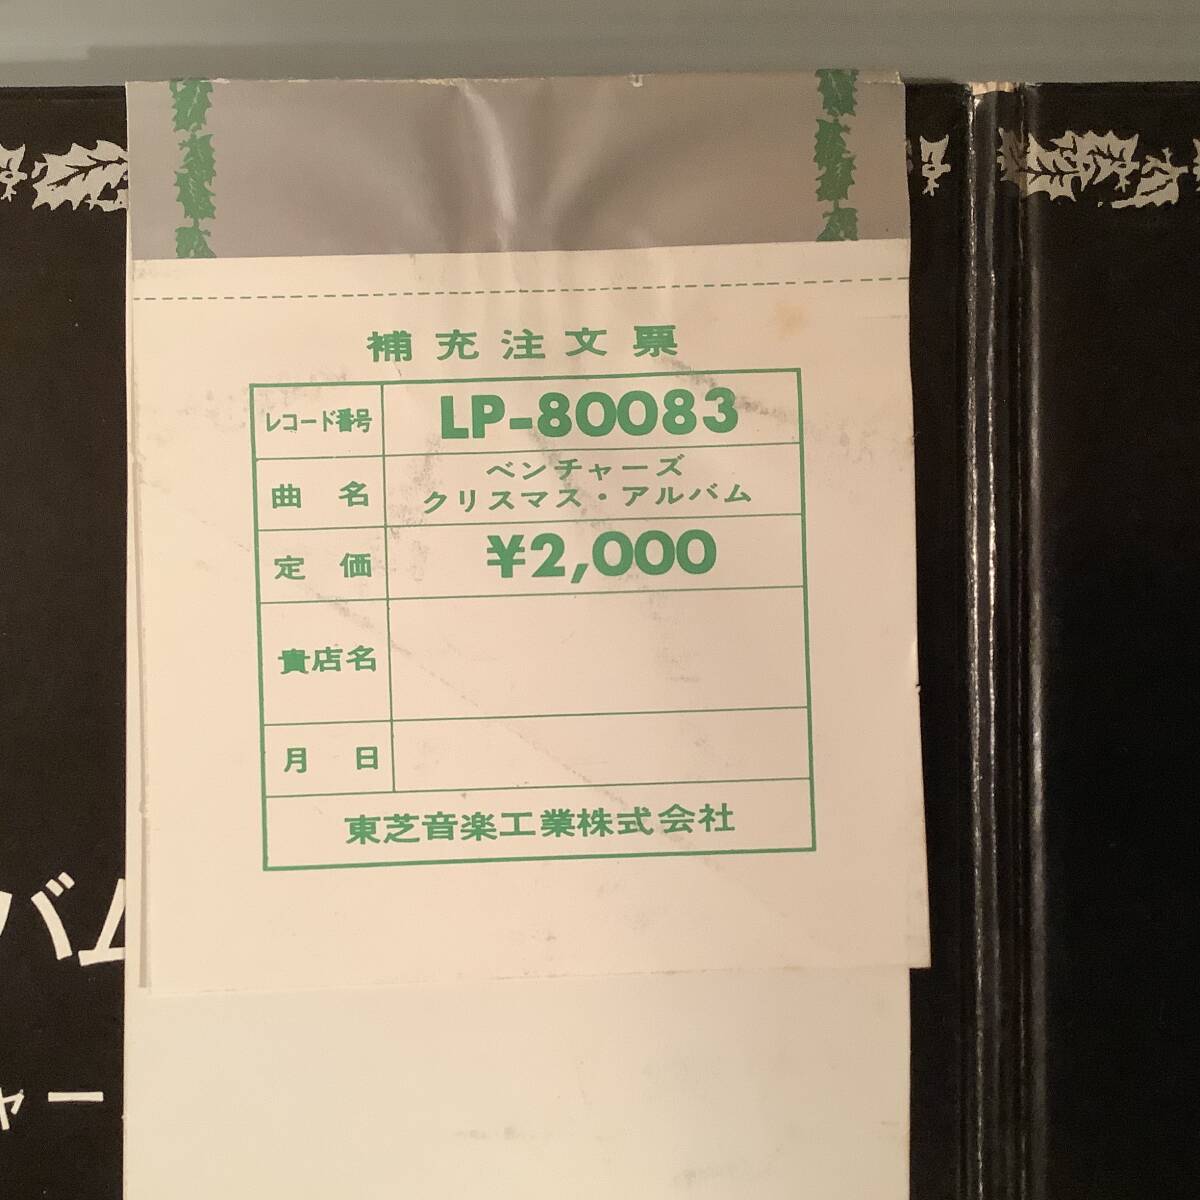 補充注文票
レコード番号 LP-80083
曲名 ベンチャーズ
クリスマス・アルバム
定価 ¥2,000
貴店名
月日
東芝音楽工業株式会社
バム
ャー